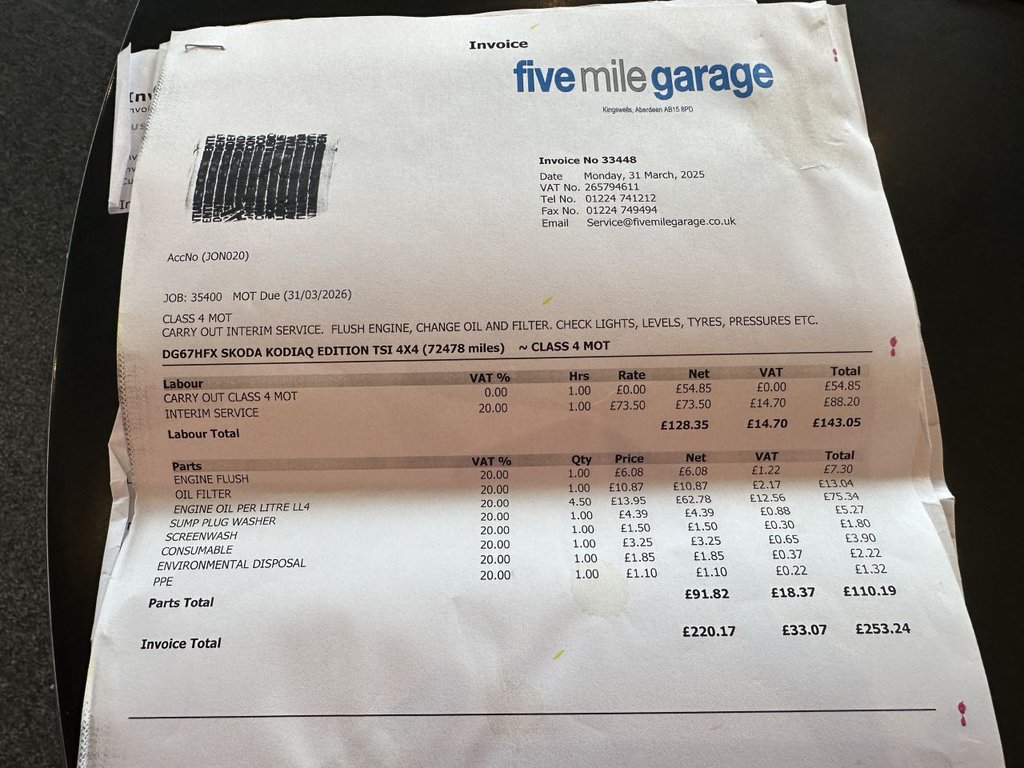 Invoice
five mile garage
Kingswells, Aberdeen AB15 8PD
Invoice No 33448
Date Monday, 31 March, 2025
VAT No. 265794611
Tel No. 01224 741212
Fax No. 01224 749494
Email Service@fivemilegarage.co.uk
AccNo (JON020)
JOB: 35400 MOT Due (31/03/2026)
CLASS 4 MOT
CARRY OUT INTERIM SERVICE. FLUSH ENGINE, CHANGE OIL AND FILTER. CHECK LIGHTS, LEVELS, TYRES, PRESSURES ETC.
DG67HFX SKODA KODIAQ EDITION TSI 4X4 (72478 miles) ~ CLASS 4 MOT
Labour VAT % Hrs Rate Net VAT Total
CARRY OUT CLASS 4 MOT 0.00 1.00 £0.00 £54.85 £0.00 £54.85
INTERIM SERVICE 20.00 1.00 £73.50 £73.50 £14.70 £88.20
Labour Total £128.35 £14.70 £143.05
Parts VAT % Qty Price Net VAT Total
ENGINE FLUSH 20.00 1.00 £6.08 £6.08 £1.22 £7.30
OIL FILTER 20.00 1.00 £10.87 £10.87 £2.17 £13.04
ENGINE OIL PER LITRE LL4 20.00 4.50 £13.95 £62.78 £12.56 £75.34
SUMP PLUG WASHER 20.00 1.00 £4.39 £4.39 £0.88 £5.27
SCREENWASH 20.00 1.00 £1.50 £1.50 £0.30 £1.80
CONSUMABLE 20.00 1.00 £3.25 £3.25 £0.65 £3.90
ENVIRONMENTAL DISPOSAL 20.00 1.00 £1.85 £1.85 £0.37 £2.22
PPE 20.00 1.00 £1.10 £1.10 £0.22 £1.32
Parts Total £91.82 £18.37 £110.19
Invoice Total £220.17 £33.07 £253.24